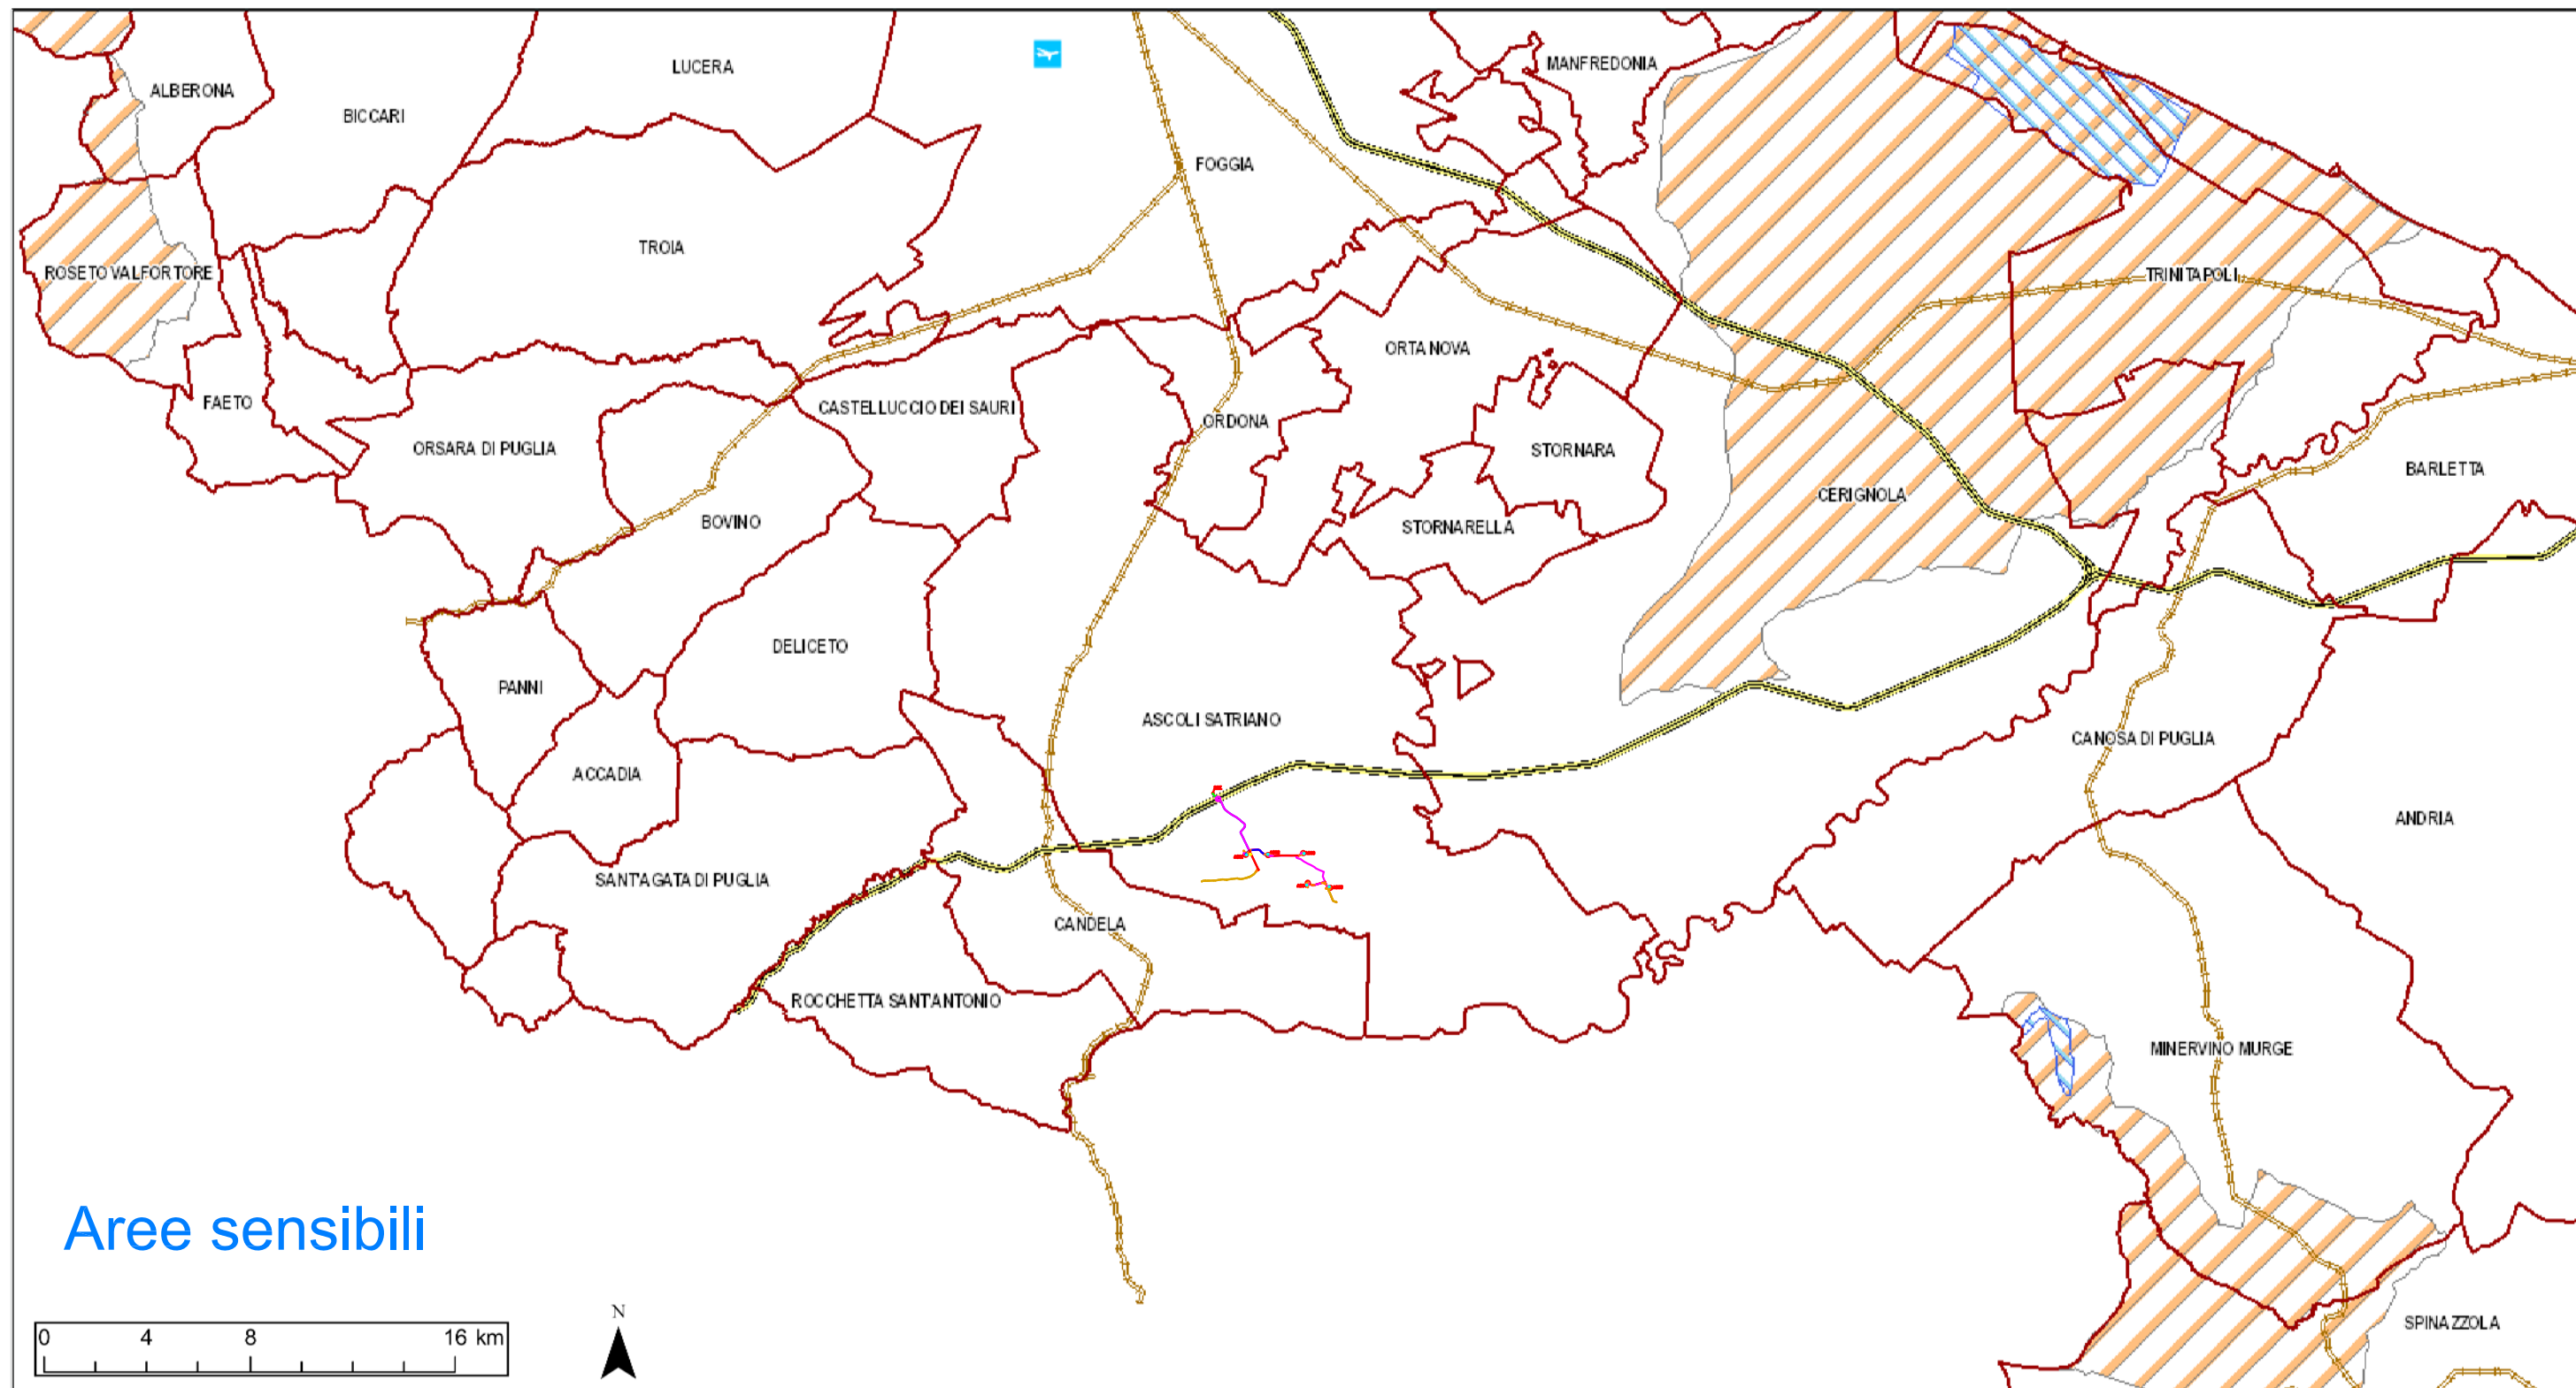 LUCERA
MANFREDONIA
ALBERONA
BICCARI
FOGGIA
TROIA
ROSETO VALFORTORE
TRINITAPOLI
ORTA NOVA
FAETO
CASTELLUCCIO DEI SAURI
ORDONA
ORSARA DI PUGLIA
STORNARA
BARLETTA
CERIGNOLA
BOVINO
STORNARELLA
DELICETO
PANNI
ASCOLI SATRIANO
CANOSA DI PUGLIA
ACCADIA
ANDRIA
SANT'AGATA DI PUGLIA
CANDELA
ROCCHETTA SANT'ANTONIO
MINERVINO MURGE
Aree sensibili
SPINAZZOLA
N
0 4 8 16 km